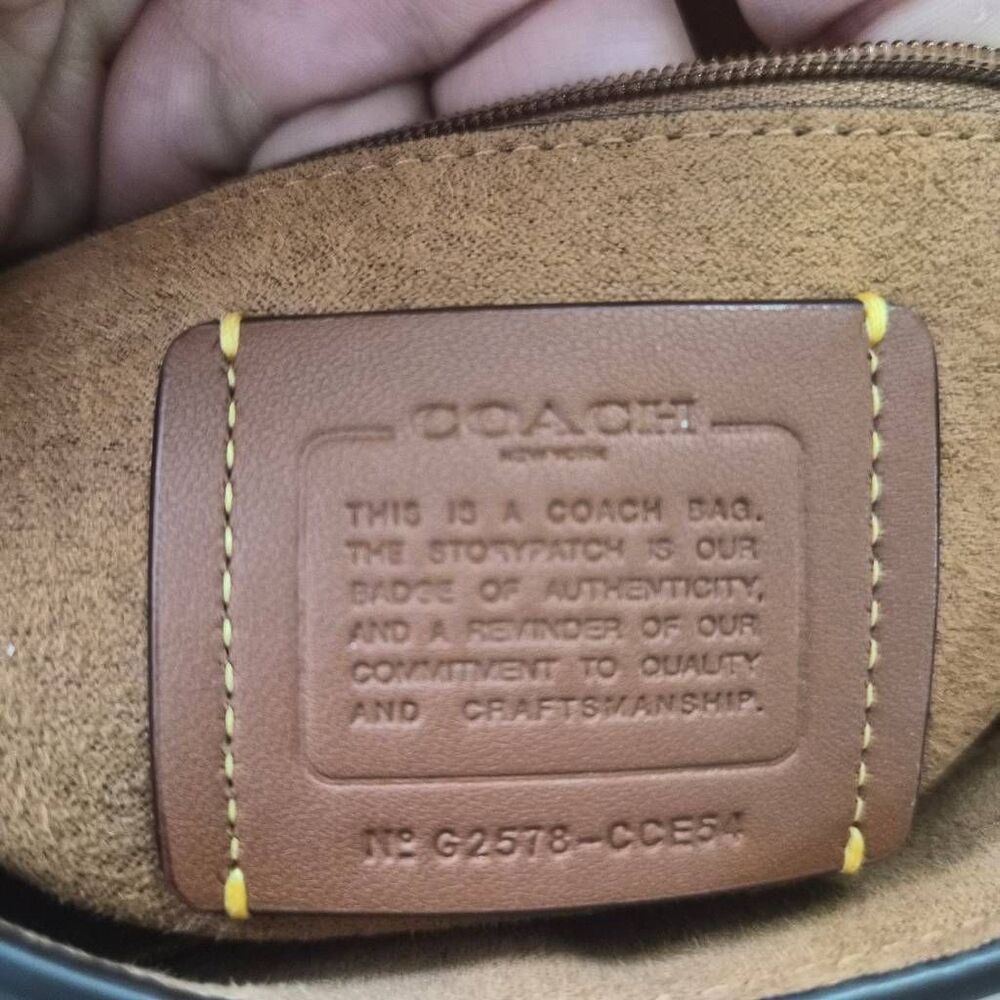 COACH
NEW YORK
THIS IS A COACH BAG.
THE STORYPATCH IS OUR
BADGE OF AUTHENTICITY,
AND A REMINDER OF OUR
COMMITMENT TO QUALITY
AND CRAFTSMANSHIP.
Nº G2578-CCE54